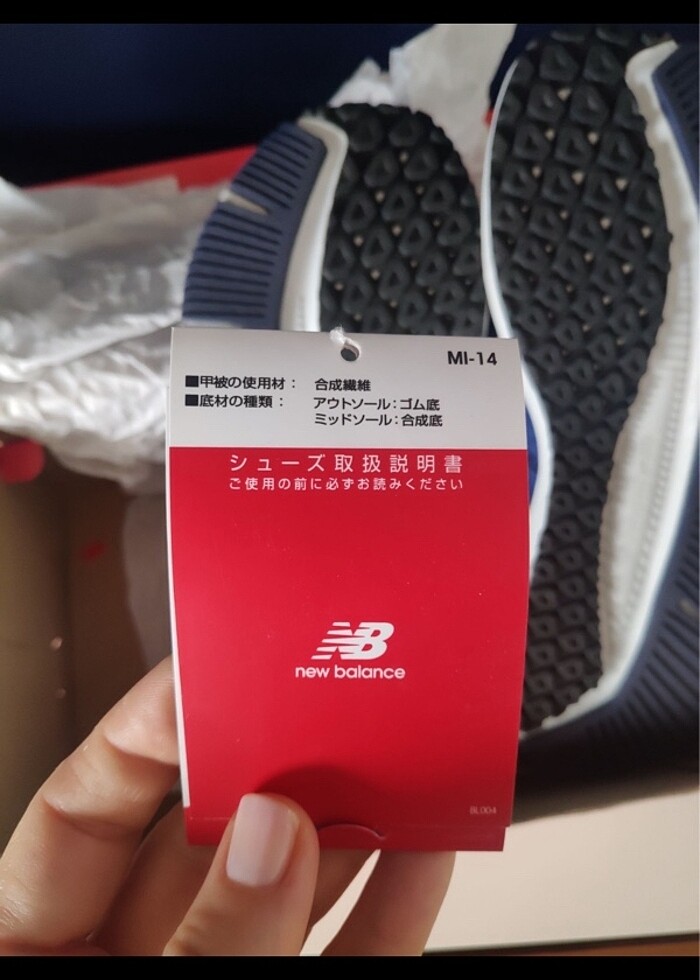 MI-14
■甲被の使用材： 合成繊維
■底材の種類： アウトソール：ゴム底
ミッドソール：合成底
シューズ取扱説明書
ご使用の前に必ずお読みください
NB
new balance
BL004